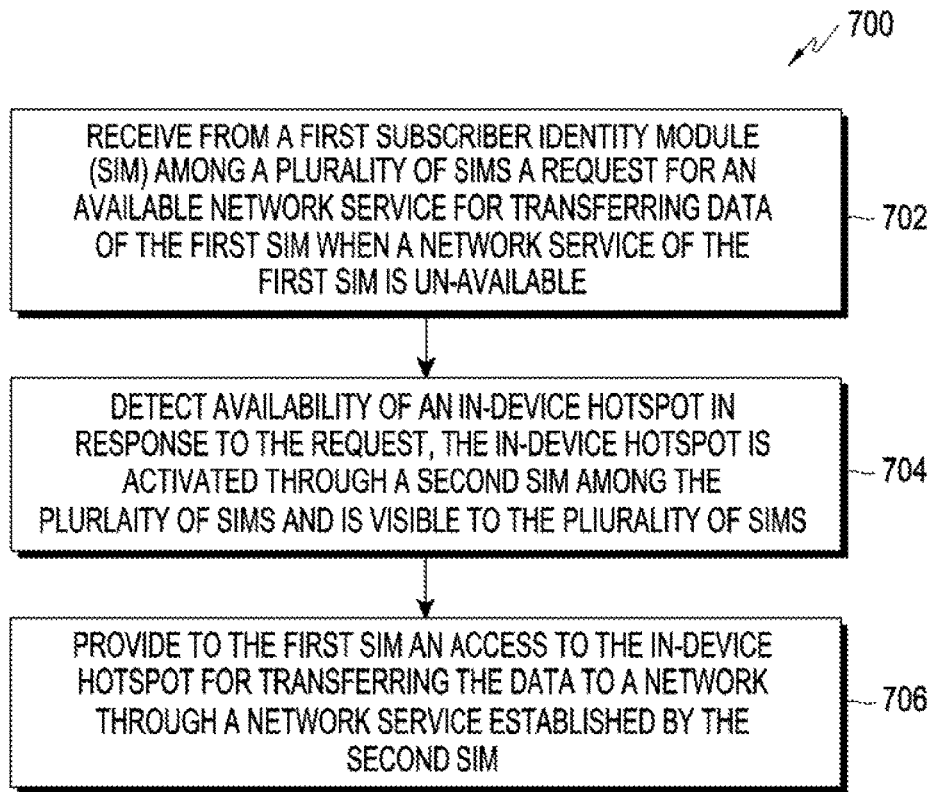 700
RECEIVE FROM A FIRST SUBSCRIBER IDENTITY MODULE
(SIM) AMONG A PLURALITY OF SIMS A REQUEST FOR AN
AVAILABLE NETWORK SERVICE FOR TRANSFERRING DATA
OF THE FIRST SIM WHEN A NETWORK SERVICE OF THE
FIRST SIM IS UN-AVAILABLE
702
DETECT AVAILABILITY OF AN IN-DEVICE HOTSPOT IN
RESPONSE TO THE REQUEST, THE IN-DEVICE HOTSPOT IS
ACTIVATED THROUGH A SECOND SIM AMONG THE
PLURLAITY OF SIMS AND IS VISIBLE TO THE PLIURALITY OF SIMS
704
PROVIDE TO THE FIRST SIM AN ACCESS TO THE IN-DEVICE
HOTSPOT FOR TRANSFERRING THE DATA TO A NETWORK
THROUGH A NETWORK SERVICE ESTABLISHED BY THE
SECOND SIM
706